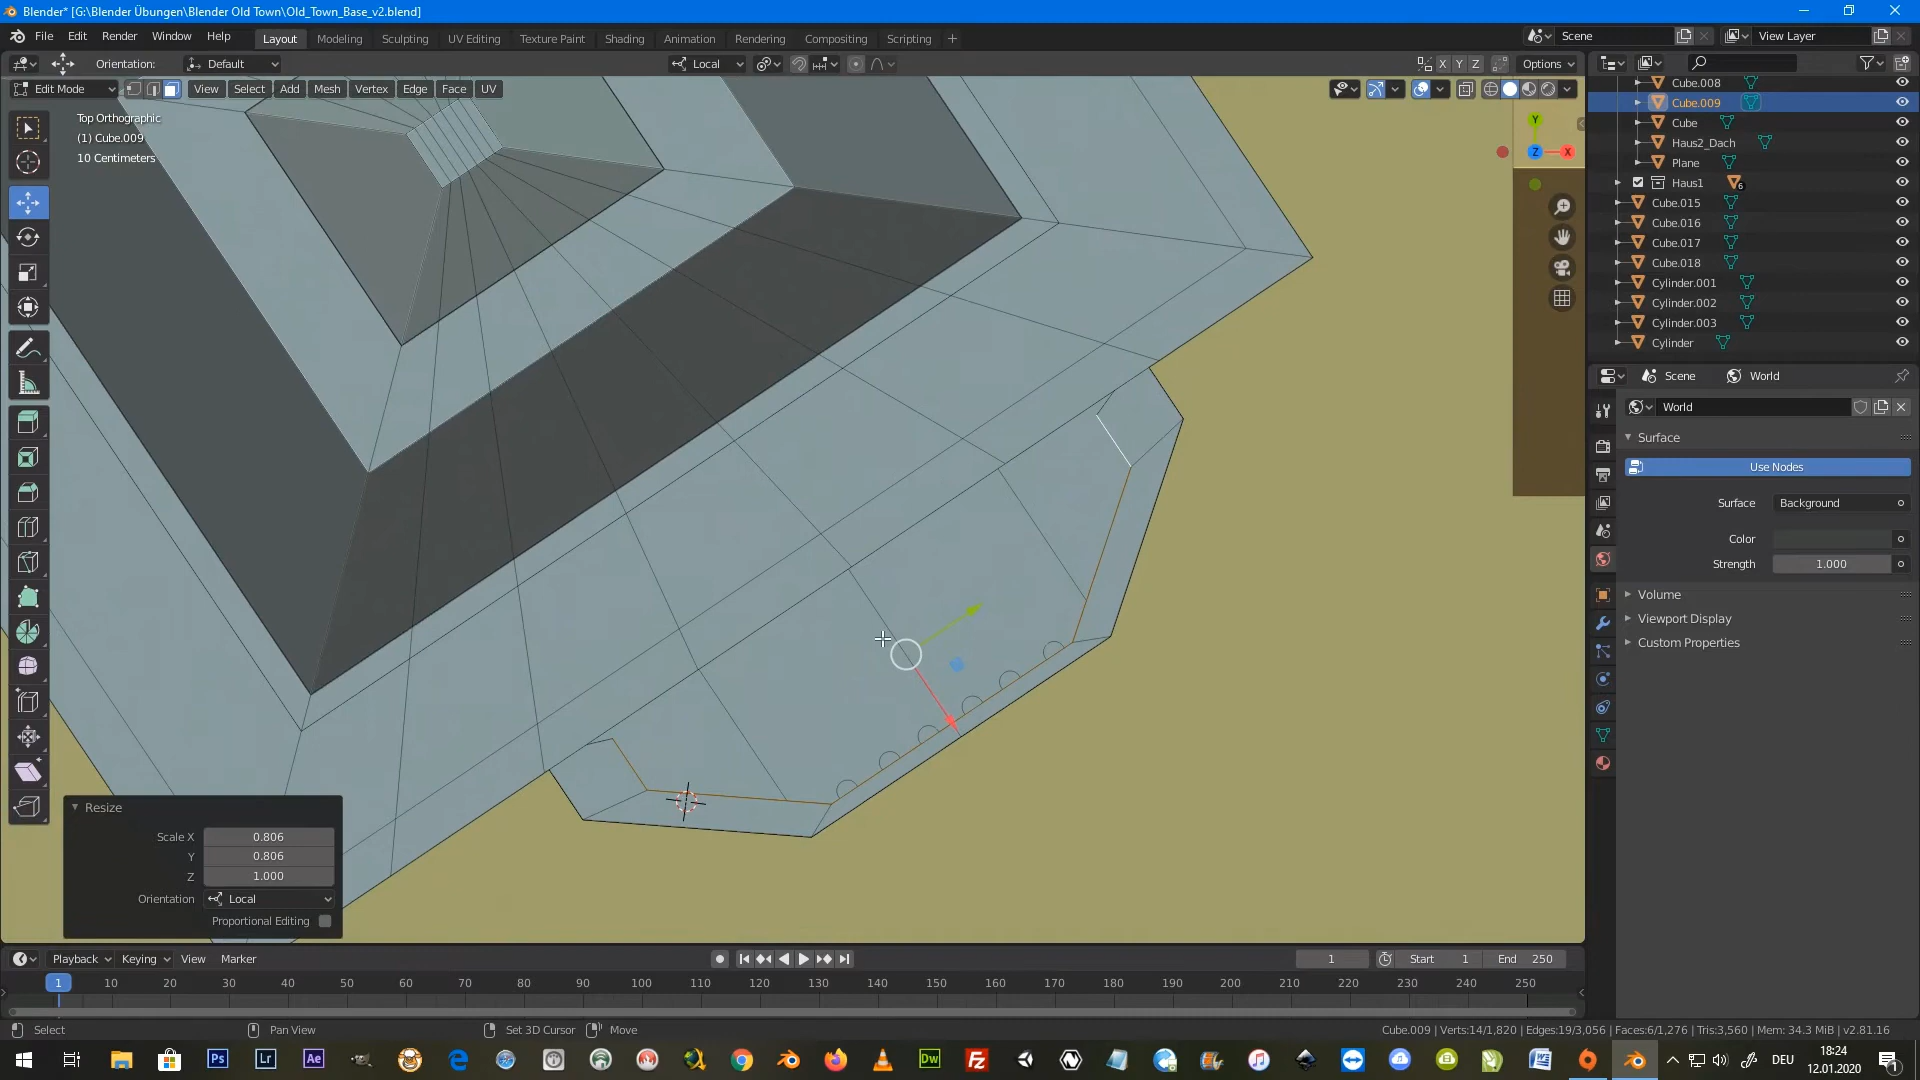 Blender* [G:\Blender Übungen\Blender Old Town\Old_Town_Base_v2.blend]
File Edit Render Window Help
Layout Modeling Sculpting UV Editing Texture Paint Shading Animation Rendering Compositing Scripting +
Scene
View Layer
Orientation: Default
Local
X Y Z
Options
Edit Mode
View Select Add Mesh Vertex Edge Face UV
Top Orthographic
(1) Cube.009
10 Centimeters
Y
Z
X
Cube.008
Cube.009
Cube
Haus2_Dach
Plane
Haus1 6
Cube.015
Cube.016
Cube.017
Cube.018
Cylinder.001
Cylinder.002
Cylinder.003
Cylinder
Scene World
World
Surface
Use Nodes
Surface Background
Color
Strength 1.000
Volume
Viewport Display
Custom Properties
Resize
Scale X 0.806
Y 0.806
Z 1.000
Orientation Local
Proportional Editing
Playback Keying View Marker
1 Start 1 End 250
1 10 20 30 40 50 60 70 80 90 100 110 120 130 140 150 160 170 180 190 200 210 220 230 240 250
Select Pan View Set 3D Cursor Move
Cube.009 | Verts:14/1,820 | Edges:19/3,056 | Faces:6/1,276 | Tris:3,560 | Mem: 34.3 MiB | v2.81.16
Ps Lr Ae Dw Fz
DEU
18:24
12.01.2020
1